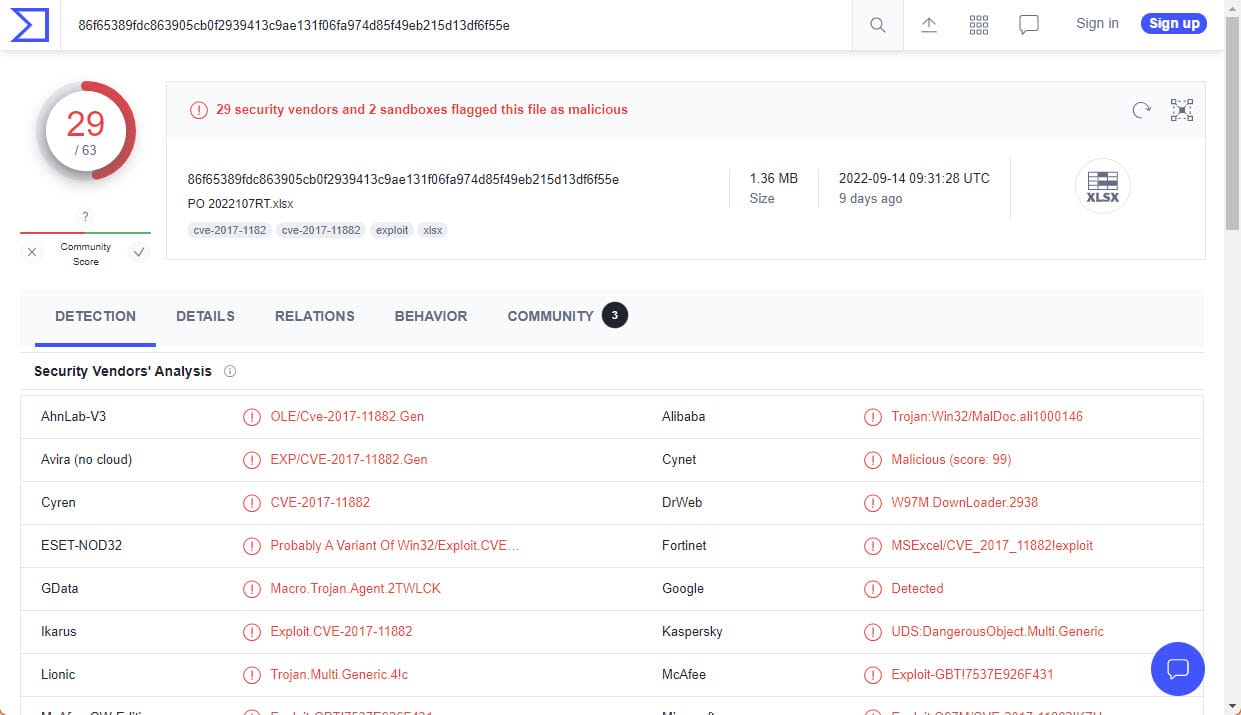 86f65389fdc863905cb0f2939413c9ae131f06fa974d85f49eb215d13df6f55e
Sign in
Sign up
29
/ 63
29 security vendors and 2 sandboxes flagged this file as malicious
86f65389fdc863905cb0f2939413c9ae131f06fa974d85f49eb215d13df6f55e
PO 2022107RT.xlsx
cve-2017-1182 cve-2017-11882 exploit xlsx
1.36 MB
Size
2022-09-14 09:31:28 UTC
9 days ago
XLSX
?
Community
Score
DETECTION DETAILS RELATIONS BEHAVIOR COMMUNITY 3
Security Vendors' Analysis
AhnLab-V3 OLE/Cve-2017-11882.Gen Alibaba Trojan:Win32/MalDoc.ali1000146
Avira (no cloud) EXP/CVE-2017-11882.Gen Cynet Malicious (score: 99)
Cyren CVE-2017-11882 DrWeb W97M.DownLoader.2938
ESET-NOD32 Probably A Variant Of Win32/Exploit.CVE... Fortinet MSExcel/CVE_2017_11882!exploit
GData Macro.Trojan.Agent.2TWLCK Google Detected
Ikarus Exploit.CVE-2017-11882 Kaspersky UDS:DangerousObject.Multi.Generic
Lionic Trojan.Multi.Generic.4!c McAfee Exploit-GBT!7537E926F431